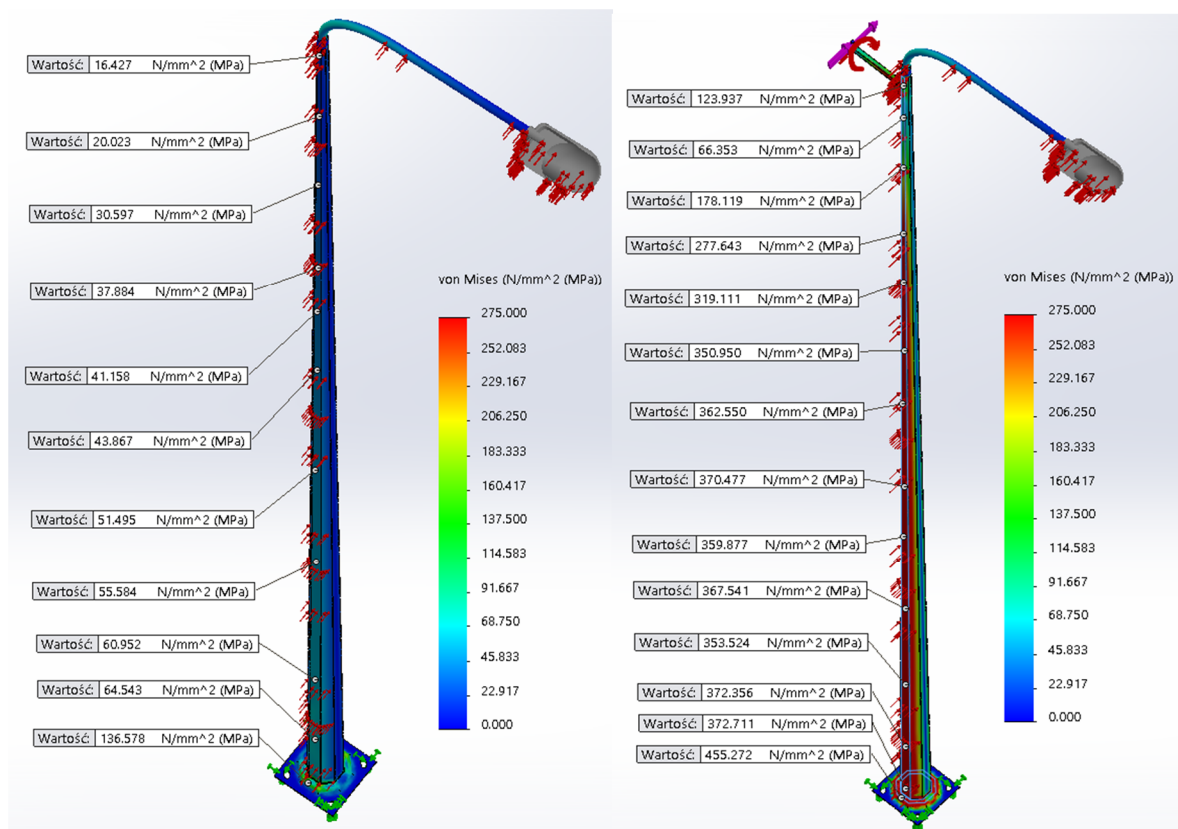 Wartość: 16.427 N/mm^2 (MPa)
Wartość: 20.023 N/mm^2 (MPa)
Wartość: 30.597 N/mm^2 (MPa)
Wartość: 37.884 N/mm^2 (MPa)
Wartość: 41.158 N/mm^2 (MPa)
Wartość: 43.867 N/mm^2 (MPa)
Wartość: 51.495 N/mm^2 (MPa)
Wartość: 55.584 N/mm^2 (MPa)
Wartość: 60.952 N/mm^2 (MPa)
Wartość: 64.543 N/mm^2 (MPa)
Wartość: 136.578 N/mm^2 (MPa)
von Mises (N/mm^2 (MPa))
275.000
252.083
229.167
206.250
183.333
160.417
137.500
114.583
91.667
68.750
45.833
22.917
0.000
Wartość: 123.937 N/mm^2 (MPa)
Wartość: 66.353 N/mm^2 (MPa)
Wartość: 178.119 N/mm^2 (MPa)
Wartość: 277.643 N/mm^2 (MPa)
Wartość: 319.111 N/mm^2 (MPa)
Wartość: 350.950 N/mm^2 (MPa)
Wartość: 362.550 N/mm^2 (MPa)
Wartość: 370.477 N/mm^2 (MPa)
Wartość: 359.877 N/mm^2 (MPa)
Wartość: 367.541 N/mm^2 (MPa)
Wartość: 353.524 N/mm^2 (MPa)
Wartość: 372.356 N/mm^2 (MPa)
Wartość: 372.711 N/mm^2 (MPa)
Wartość: 455.272 N/mm^2 (MPa)
von Mises (N/mm^2 (MPa))
275.000
252.083
229.167
206.250
183.333
160.417
137.500
114.583
91.667
68.750
45.833
22.917
0.000